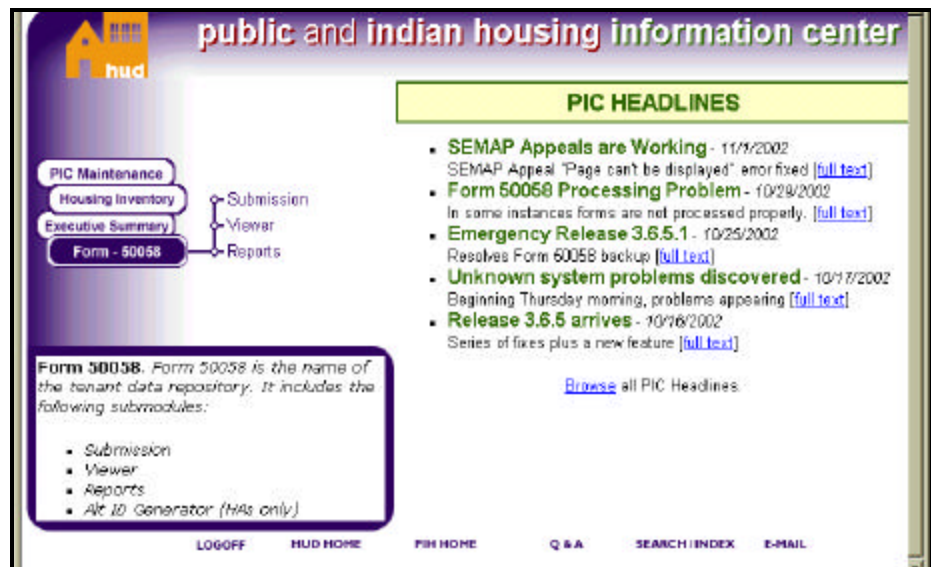 hud
public and indian housing information center
PIC HEADLINES
SEMAP Appeals are Working - 11/1/2002
SEMAP Appeal "Page can't be displayed" error fixed [full text]
Form 50058 Processing Problem - 10/29/2002
In some instances forms are not processed properly. [full text]
Emergency Release 3.6.5.1 - 10/25/2002
Resolves Form 50058 backup [full text]
Unknown system problems discovered - 10/17/2002
Beginning Thursday morning, problems appearing [full text]
Release 3.6.5 arrives - 10/16/2002
Series of fixes plus a new feature [full text]
Browse all PIC Headlines.
PIC Maintenance
Housing Inventory
Executive Summary
Form - 50058
Submission
Viewer
Reports
Form 50058. Form 50058 is the name of
the tenant data repository. It includes the
following submodules:
Submission
Viewer
Reports
Alt ID Generator (HAs only)
LOGOFF HUD HOME PIH HOME Q & A SEARCH / INDEX E-MAIL